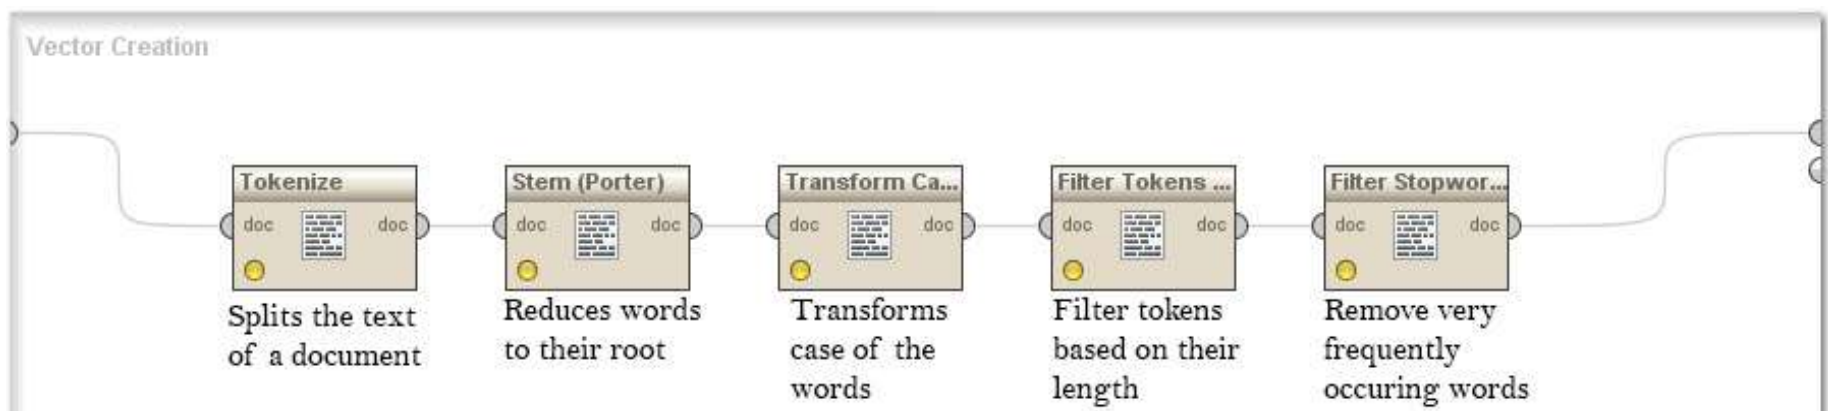 Vector Creation
Tokenize
Stem (Porter)
Transform Ca...
Filter Tokens ...
Filter Stopwor...
doc doc
doc doc
doc doc
doc doc
doc doc
Splits the text
of a document
Reduces words
to their root
Transforms
case of the
words
Filter tokens
based on their
length
Remove very
frequently
occuring words